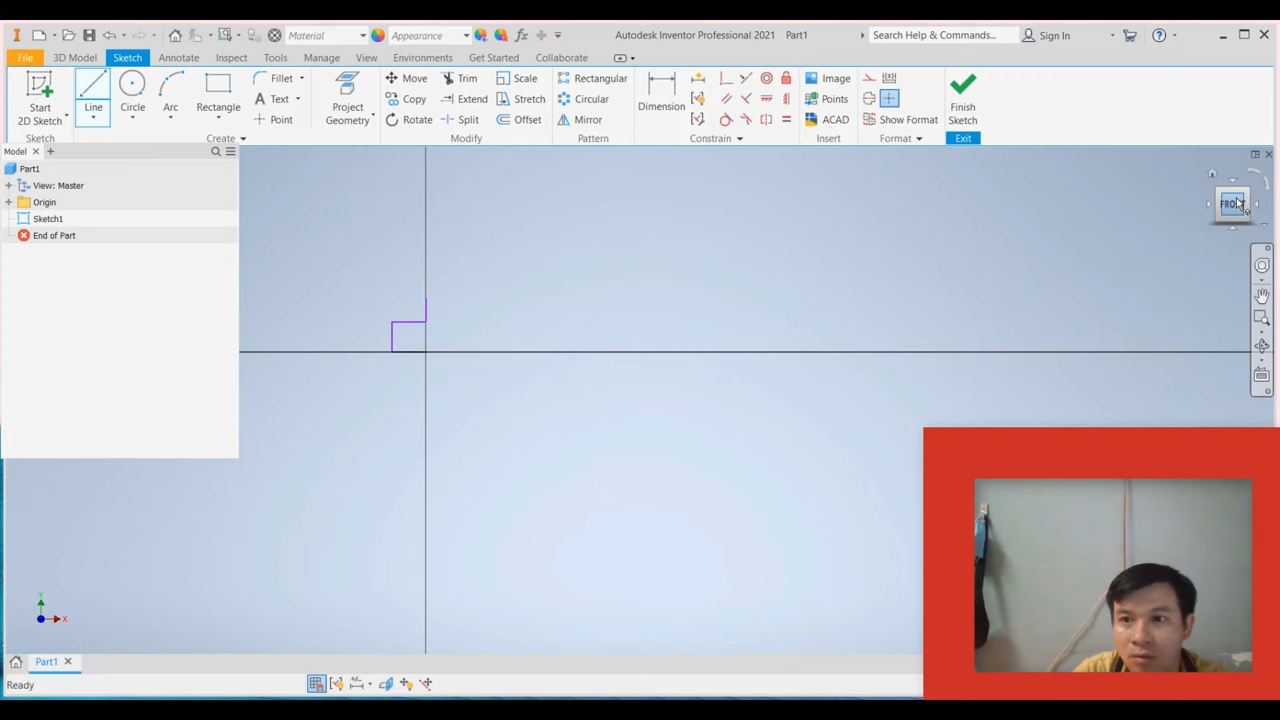 Material
Appearance
Autodesk Inventor Professional 2021 Part1
Search Help & Commands...
Sign In
File 3D Model Sketch Annotate Inspect Tools Manage View Environments Get Started Collaborate
Start
2D Sketch
Line
Circle
Arc
Rectangle
Fillet
Text
Point
Project
Geometry
Move Trim Scale
Copy Extend Stretch
Rotate Split Offset
Rectangular
Circular
Mirror
Dimension
Image
Points
ACAD
Show Format
Finish
Sketch
Sketch Create Modify Pattern Constrain Insert Format Exit
Model
Part1
View: Master
Origin
Sketch1
End of Part
FRONT
Y
X
Part1
Ready